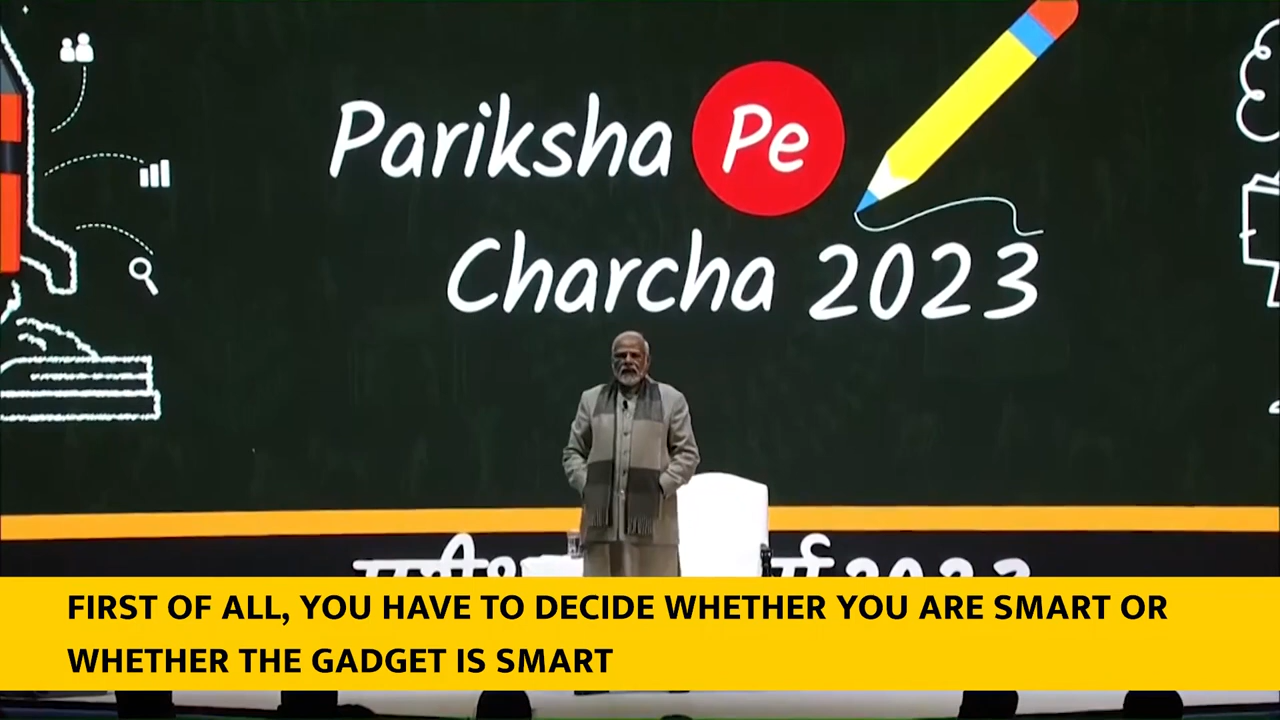 Pariksha Pe
Charcha 2023
FIRST OF ALL, YOU HAVE TO DECIDE WHETHER YOU ARE SMART OR
WHETHER THE GADGET IS SMART